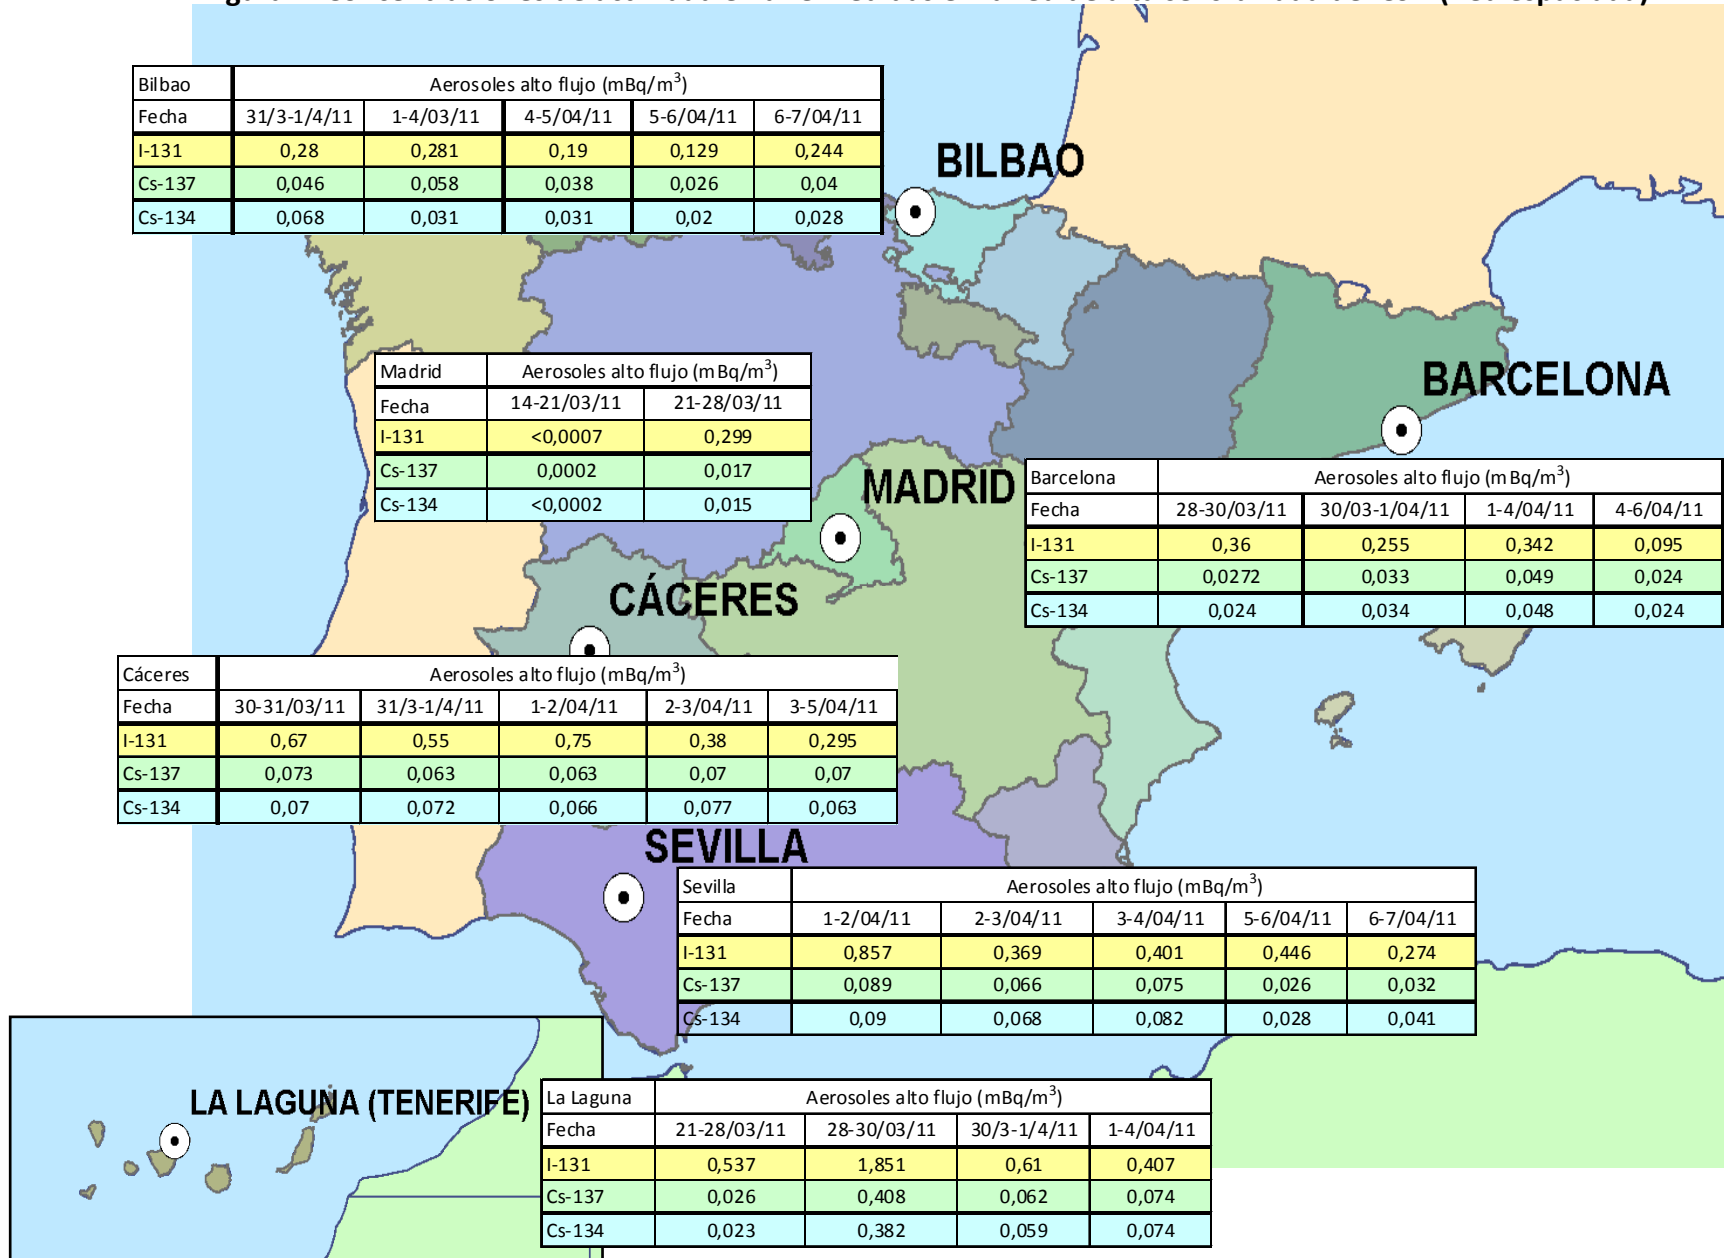 Bilbao Aerosoles alto flujo (mBq/m³)
Fecha 31/3-1/4/11 1-4/03/11 4-5/04/11 5-6/04/11 6-7/04/11
I-131 0,28 0,281 0,19 0,129 0,244
Cs-137 0,046 0,058 0,038 0,026 0,04
Cs-134 0,068 0,031 0,031 0,02 0,028
BILBAO
Madrid Aerosoles alto flujo (mBq/m³)
Fecha 14-21/03/11 21-28/03/11
I-131 <0,0007 0,299
Cs-137 0,0002 0,017
Cs-134 <0,0002 0,015
BARCELONA
MADRID
Barcelona Aerosoles alto flujo (mBq/m³)
Fecha 28-30/03/11 30/03-1/04/11 1-4/04/11 4-6/04/11
I-131 0,36 0,255 0,342 0,095
Cs-137 0,0272 0,033 0,049 0,024
Cs-134 0,024 0,034 0,048 0,024
CÁCERES
Cáceres Aerosoles alto flujo (mBq/m³)
Fecha 30-31/03/11 31/3-1/4/11 1-2/04/11 2-3/04/11 3-5/04/11
I-131 0,67 0,55 0,75 0,38 0,295
Cs-137 0,073 0,063 0,063 0,07 0,07
Cs-134 0,07 0,072 0,066 0,077 0,063
SEVILLA
Sevilla Aerosoles alto flujo (mBq/m³)
Fecha 1-2/04/11 2-3/04/11 3-4/04/11 5-6/04/11 6-7/04/11
I-131 0,857 0,369 0,401 0,446 0,274
Cs-137 0,089 0,066 0,075 0,026 0,032
Cs-134 0,09 0,068 0,082 0,028 0,041
LA LAGUNA (TENERIFE)
La Laguna Aerosoles alto flujo (mBq/m³)
Fecha 21-28/03/11 28-30/03/11 30/3-1/4/11 1-4/04/11
I-131 0,537 1,851 0,61 0,407
Cs-137 0,026 0,408 0,062 0,074
Cs-134 0,023 0,382 0,059 0,074